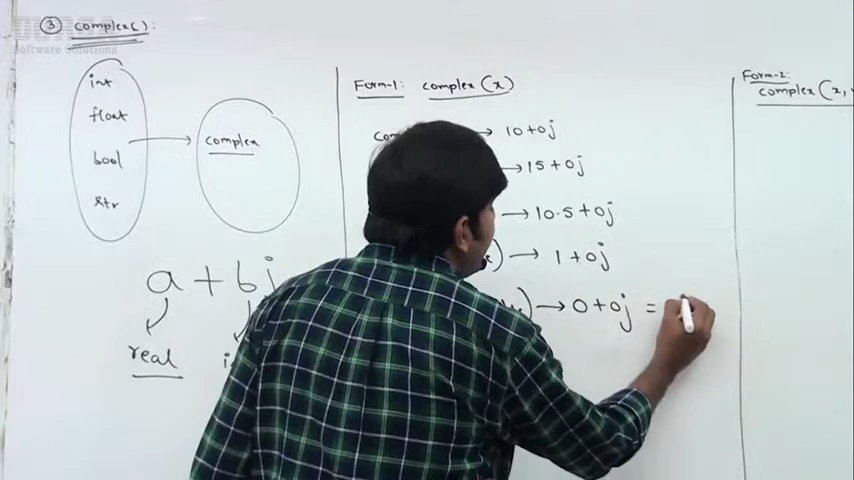 ③ complex( ):
Software Solutions
int
float
bool
str
complex
a + bj
real
Form-1: complex(x)
→ 10+0j
→ 15+0j
→ 10.5+0j
) → 1+0j
) → 0+0j =
Form-2:
complex(x,